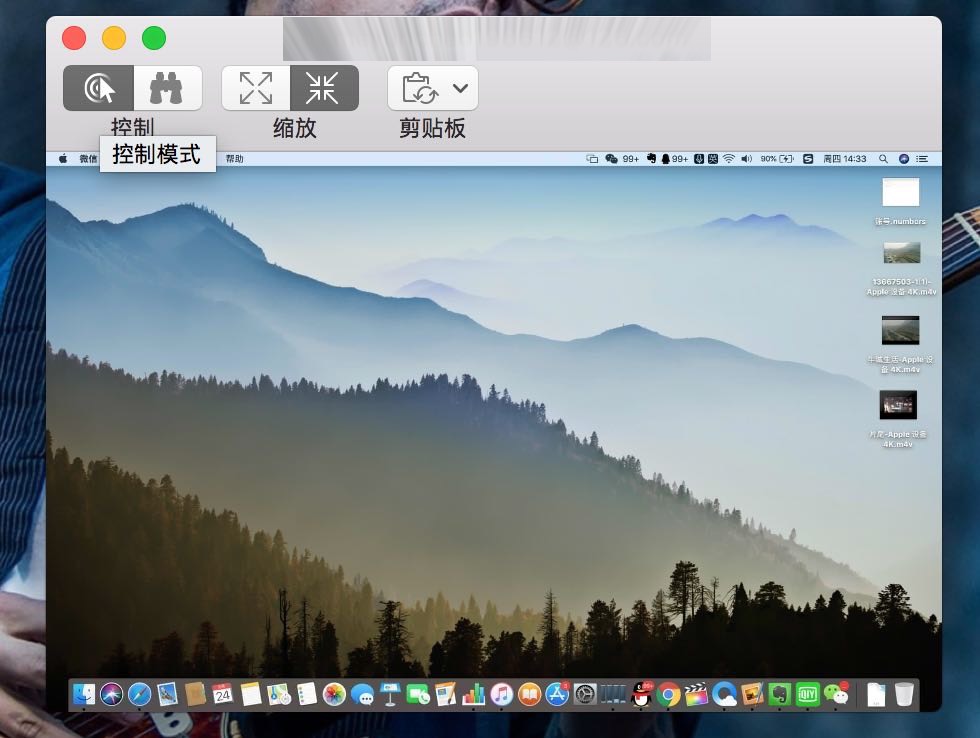 控制
缩放
剪贴板
控制模式
微信
帮助
99+
99+
英
90%
周四 14:33
账号.numbers
13667503-1(1)-
Apple 设备 4K.m4v
牛城生活-Apple 设
备 4K.m4v
片尾-Apple 设备
4K.m4v
24
QIY